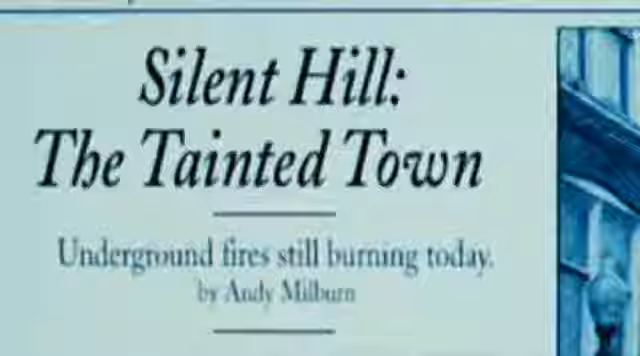 Silent Hill:
The Tainted Town
Underground fires still burning today.
by Andy Milburn